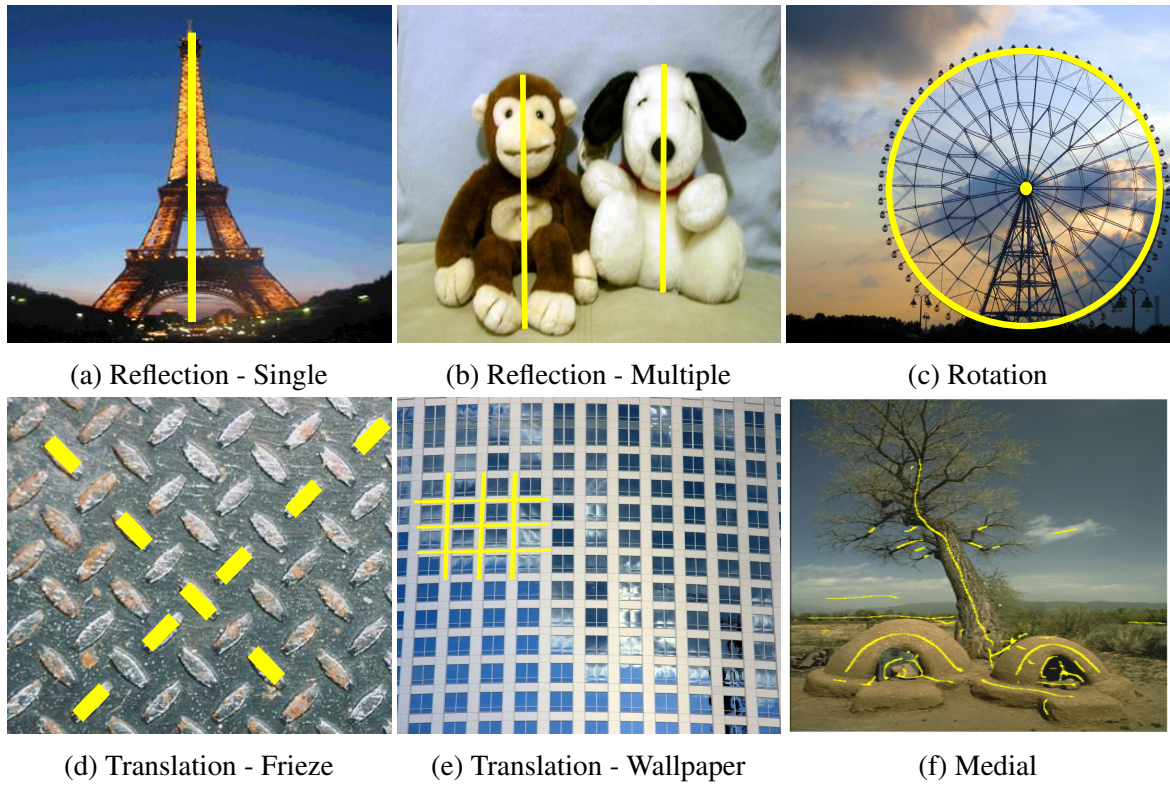 (a) Reflection - Single
(b) Reflection - Multiple
(c) Rotation
(d) Translation - Frieze
(e) Translation - Wallpaper
(f) Medial